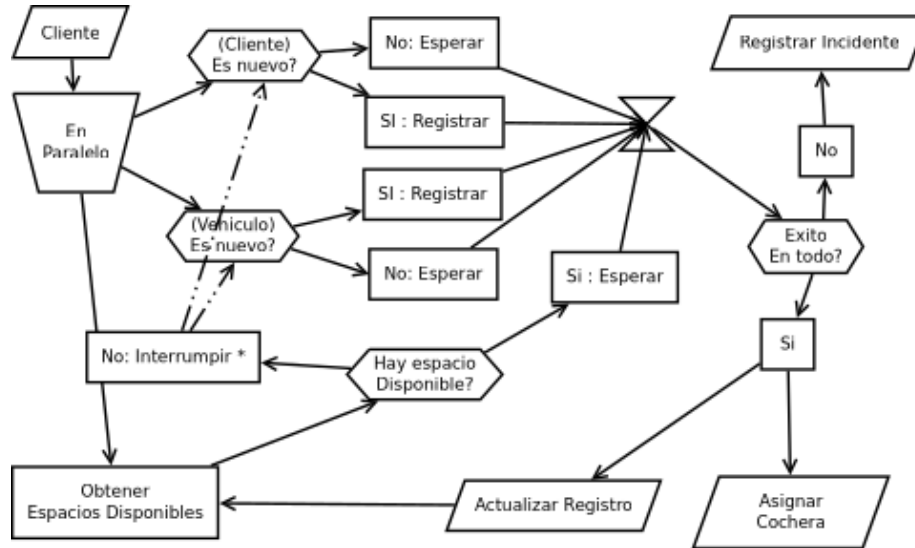 Cliente
(Cliente)
Es nuevo?
No: Esperar
Registrar Incidente
En
Paralelo
SI : Registrar
No
SI : Registrar
(Vehiculo)
Es nuevo?
Exito
En todo?
No: Esperar
Si : Esperar
No: Interrumpir *
Hay espacio
Disponible?
Si
Obtener
Espacios Disponibles
Actualizar Registro
Asignar
Cochera